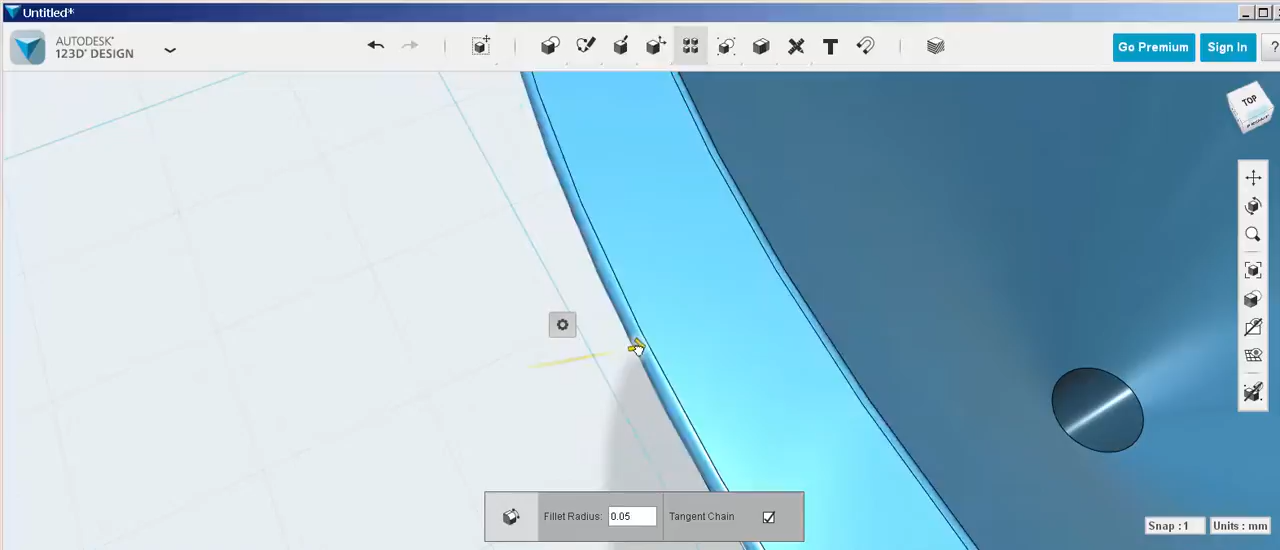 Untitled*
AUTODESK®
123D® DESIGN
Go Premium
Sign In
?
TOP
Fillet Radius: 0.05
Tangent Chain
Snap : 1
Units : mm